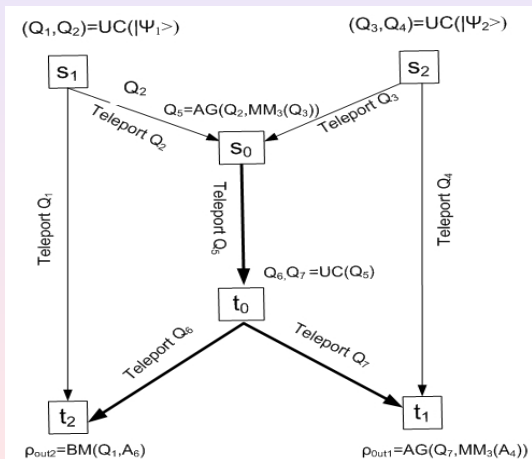 (Q₁,Q₂)=UC(|Ψ₁>)
(Q₃,Q₄)=UC(|Ψ₂>)
S₁
S₂
Q₂
Teleport Q₂
Q₅=AG(Q₂,MM₃(Q₃))
Teleport Q₃
S₀
Teleport Q₁
Teleport Q₅
Teleport Q₄
Q₆,Q₇ =UC(Q₅)
t₀
Teleport Q₆
Teleport Q₇
t₂
t₁
ρout2=BM(Q₁,A₆)
ρ0ut1=AG(Q₇,MM₃(A₄))